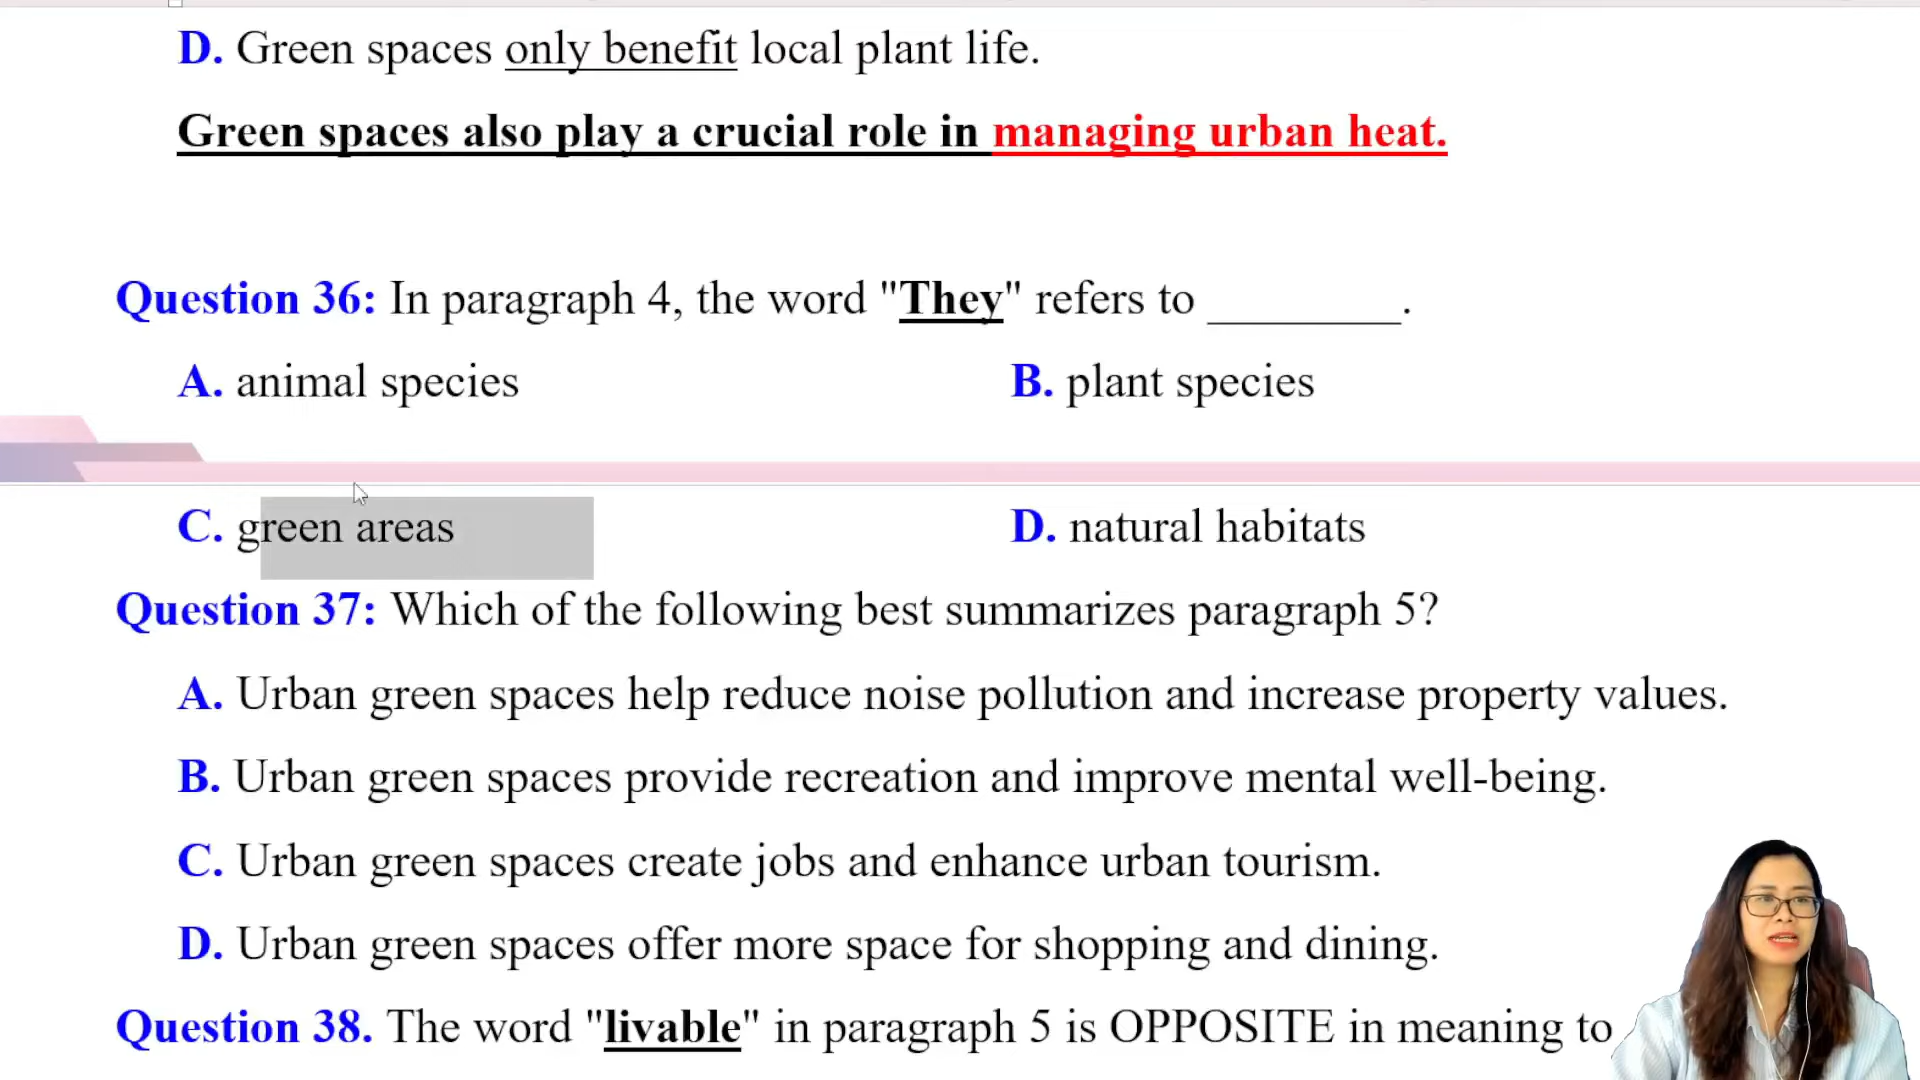 D. Green spaces only benefit local plant life.
Green spaces also play a crucial role in managing urban heat.
Question 36: In paragraph 4, the word "They" refers to ________.
A. animal species B. plant species
C. green areas D. natural habitats
Question 37: Which of the following best summarizes paragraph 5?
A. Urban green spaces help reduce noise pollution and increase property values.
B. Urban green spaces provide recreation and improve mental well-being.
C. Urban green spaces create jobs and enhance urban tourism.
D. Urban green spaces offer more space for shopping and dining.
Question 38. The word "livable" in paragraph 5 is OPPOSITE in meaning to